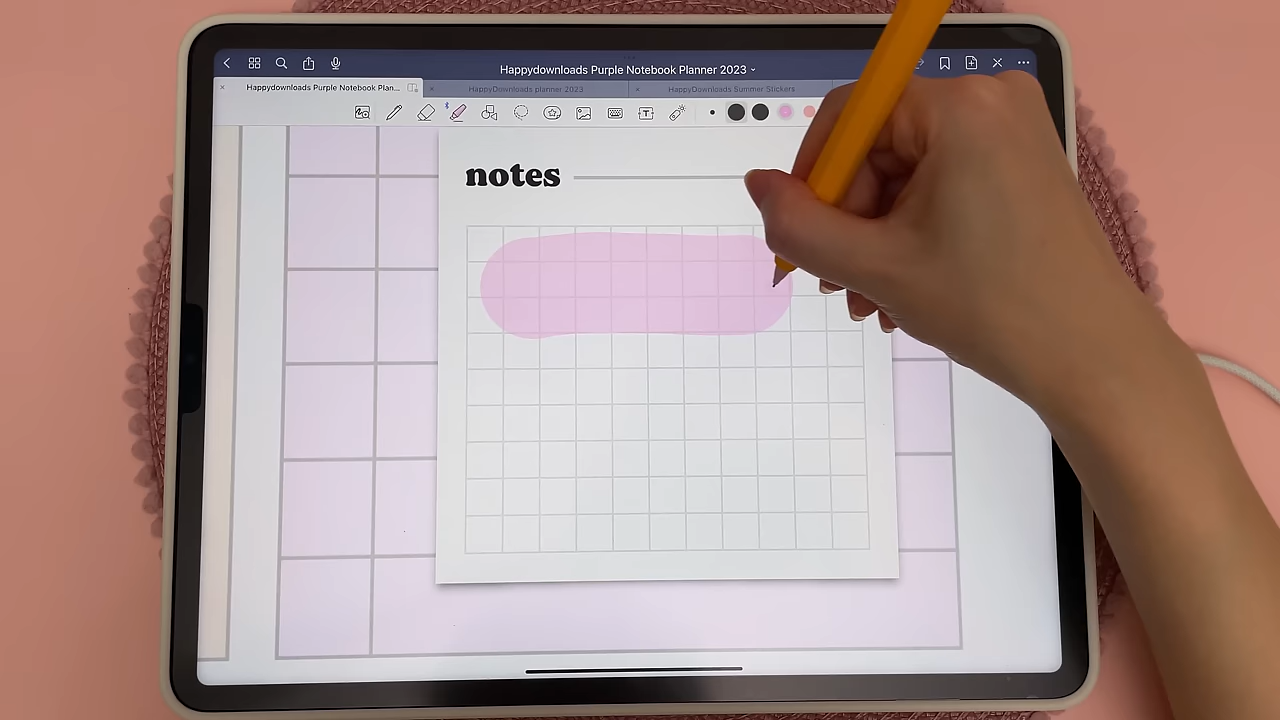 Happydownloads Purple Notebook Planner 2023
Happydownloads Purple Notebook Plan...
HappyDownloads planner 2023
HappyDownloads Summer Stickers
notes